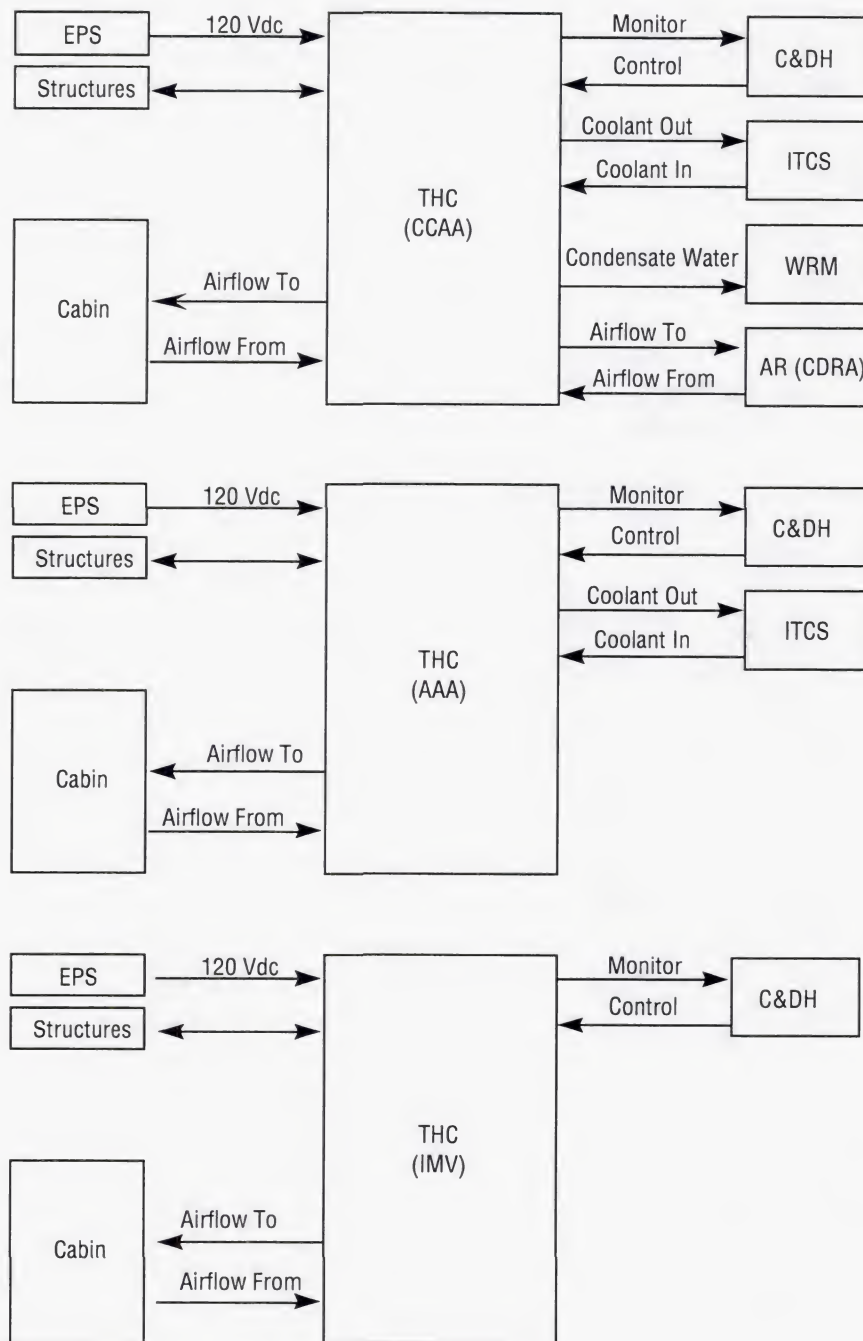 EPS
120 Vdc
Structures
Cabin
Airflow To
Airflow From
THC
(CCAA)
Monitor
Control
C&DH
Coolant Out
Coolant In
ITCS
Condensate Water
WRM
Airflow To
Airflow From
AR (CDRA)
EPS
120 Vdc
Structures
Cabin
Airflow To
Airflow From
THC
(AAA)
Monitor
Control
C&DH
Coolant Out
Coolant In
ITCS
EPS
120 Vdc
Structures
Cabin
Airflow To
Airflow From
THC
(IMV)
Monitor
Control
C&DH